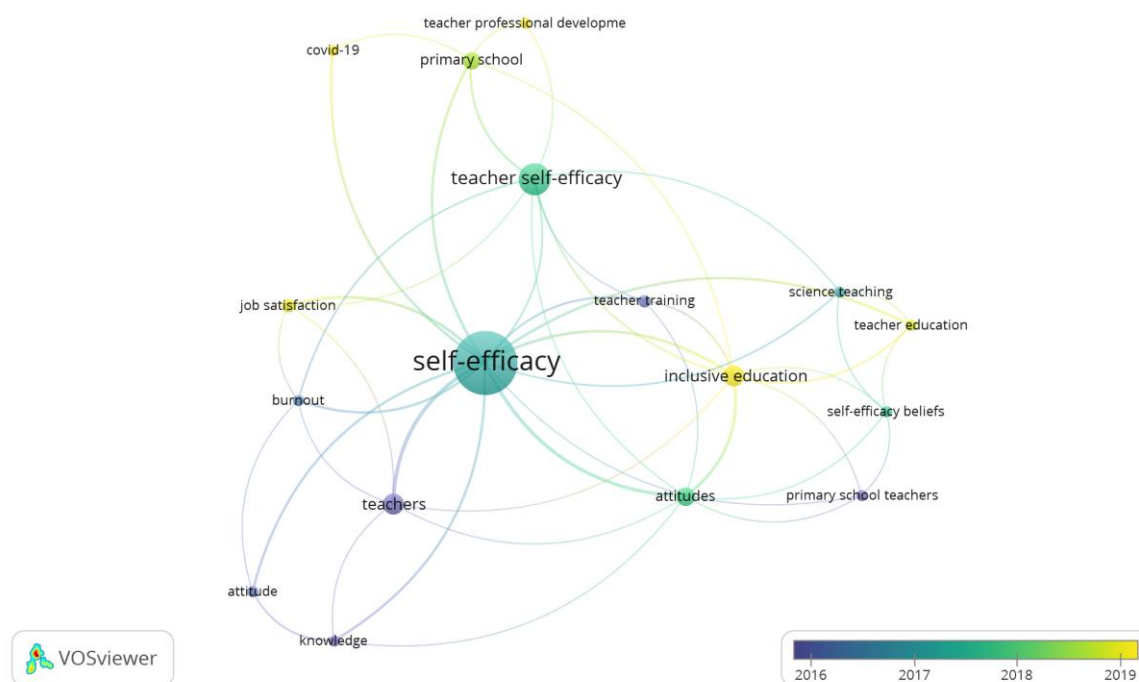 teacher professional developme
covid-19
primary school
teacher self-efficacy
science teaching
teacher training
job satisfaction
teacher education
self-efficacy
inclusive education
burnout
self-efficacy beliefs
attitudes
primary school teachers
teachers
attitude
knowledge
VOSviewer
2016 2017 2018 2019